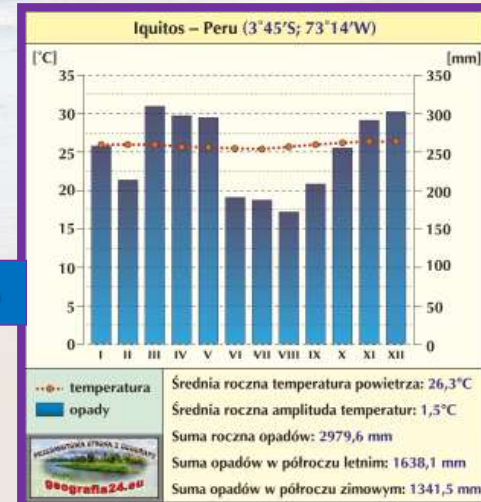 Iquitos – Peru (3°45'S; 73°14'W)
[°C] [mm]
35 350
30 300
25 250
20 200
15 150
10 100
5 50
0 0
I II III IV V VI VII VIII IX X XI XII
temperatura
opady
Średnia roczna temperatura powietrza: 26,3°C
Średnia roczna amplituda temperatur: 1,5°C
Suma roczna opadów: 2979,6 mm
Suma opadów w półroczu letnim: 1638,1 mm
Suma opadów w półroczu zimowym: 1341,5 mm
PRZEDMIOTOWA STRONA Z GEOGRAFII
geografia24.eu